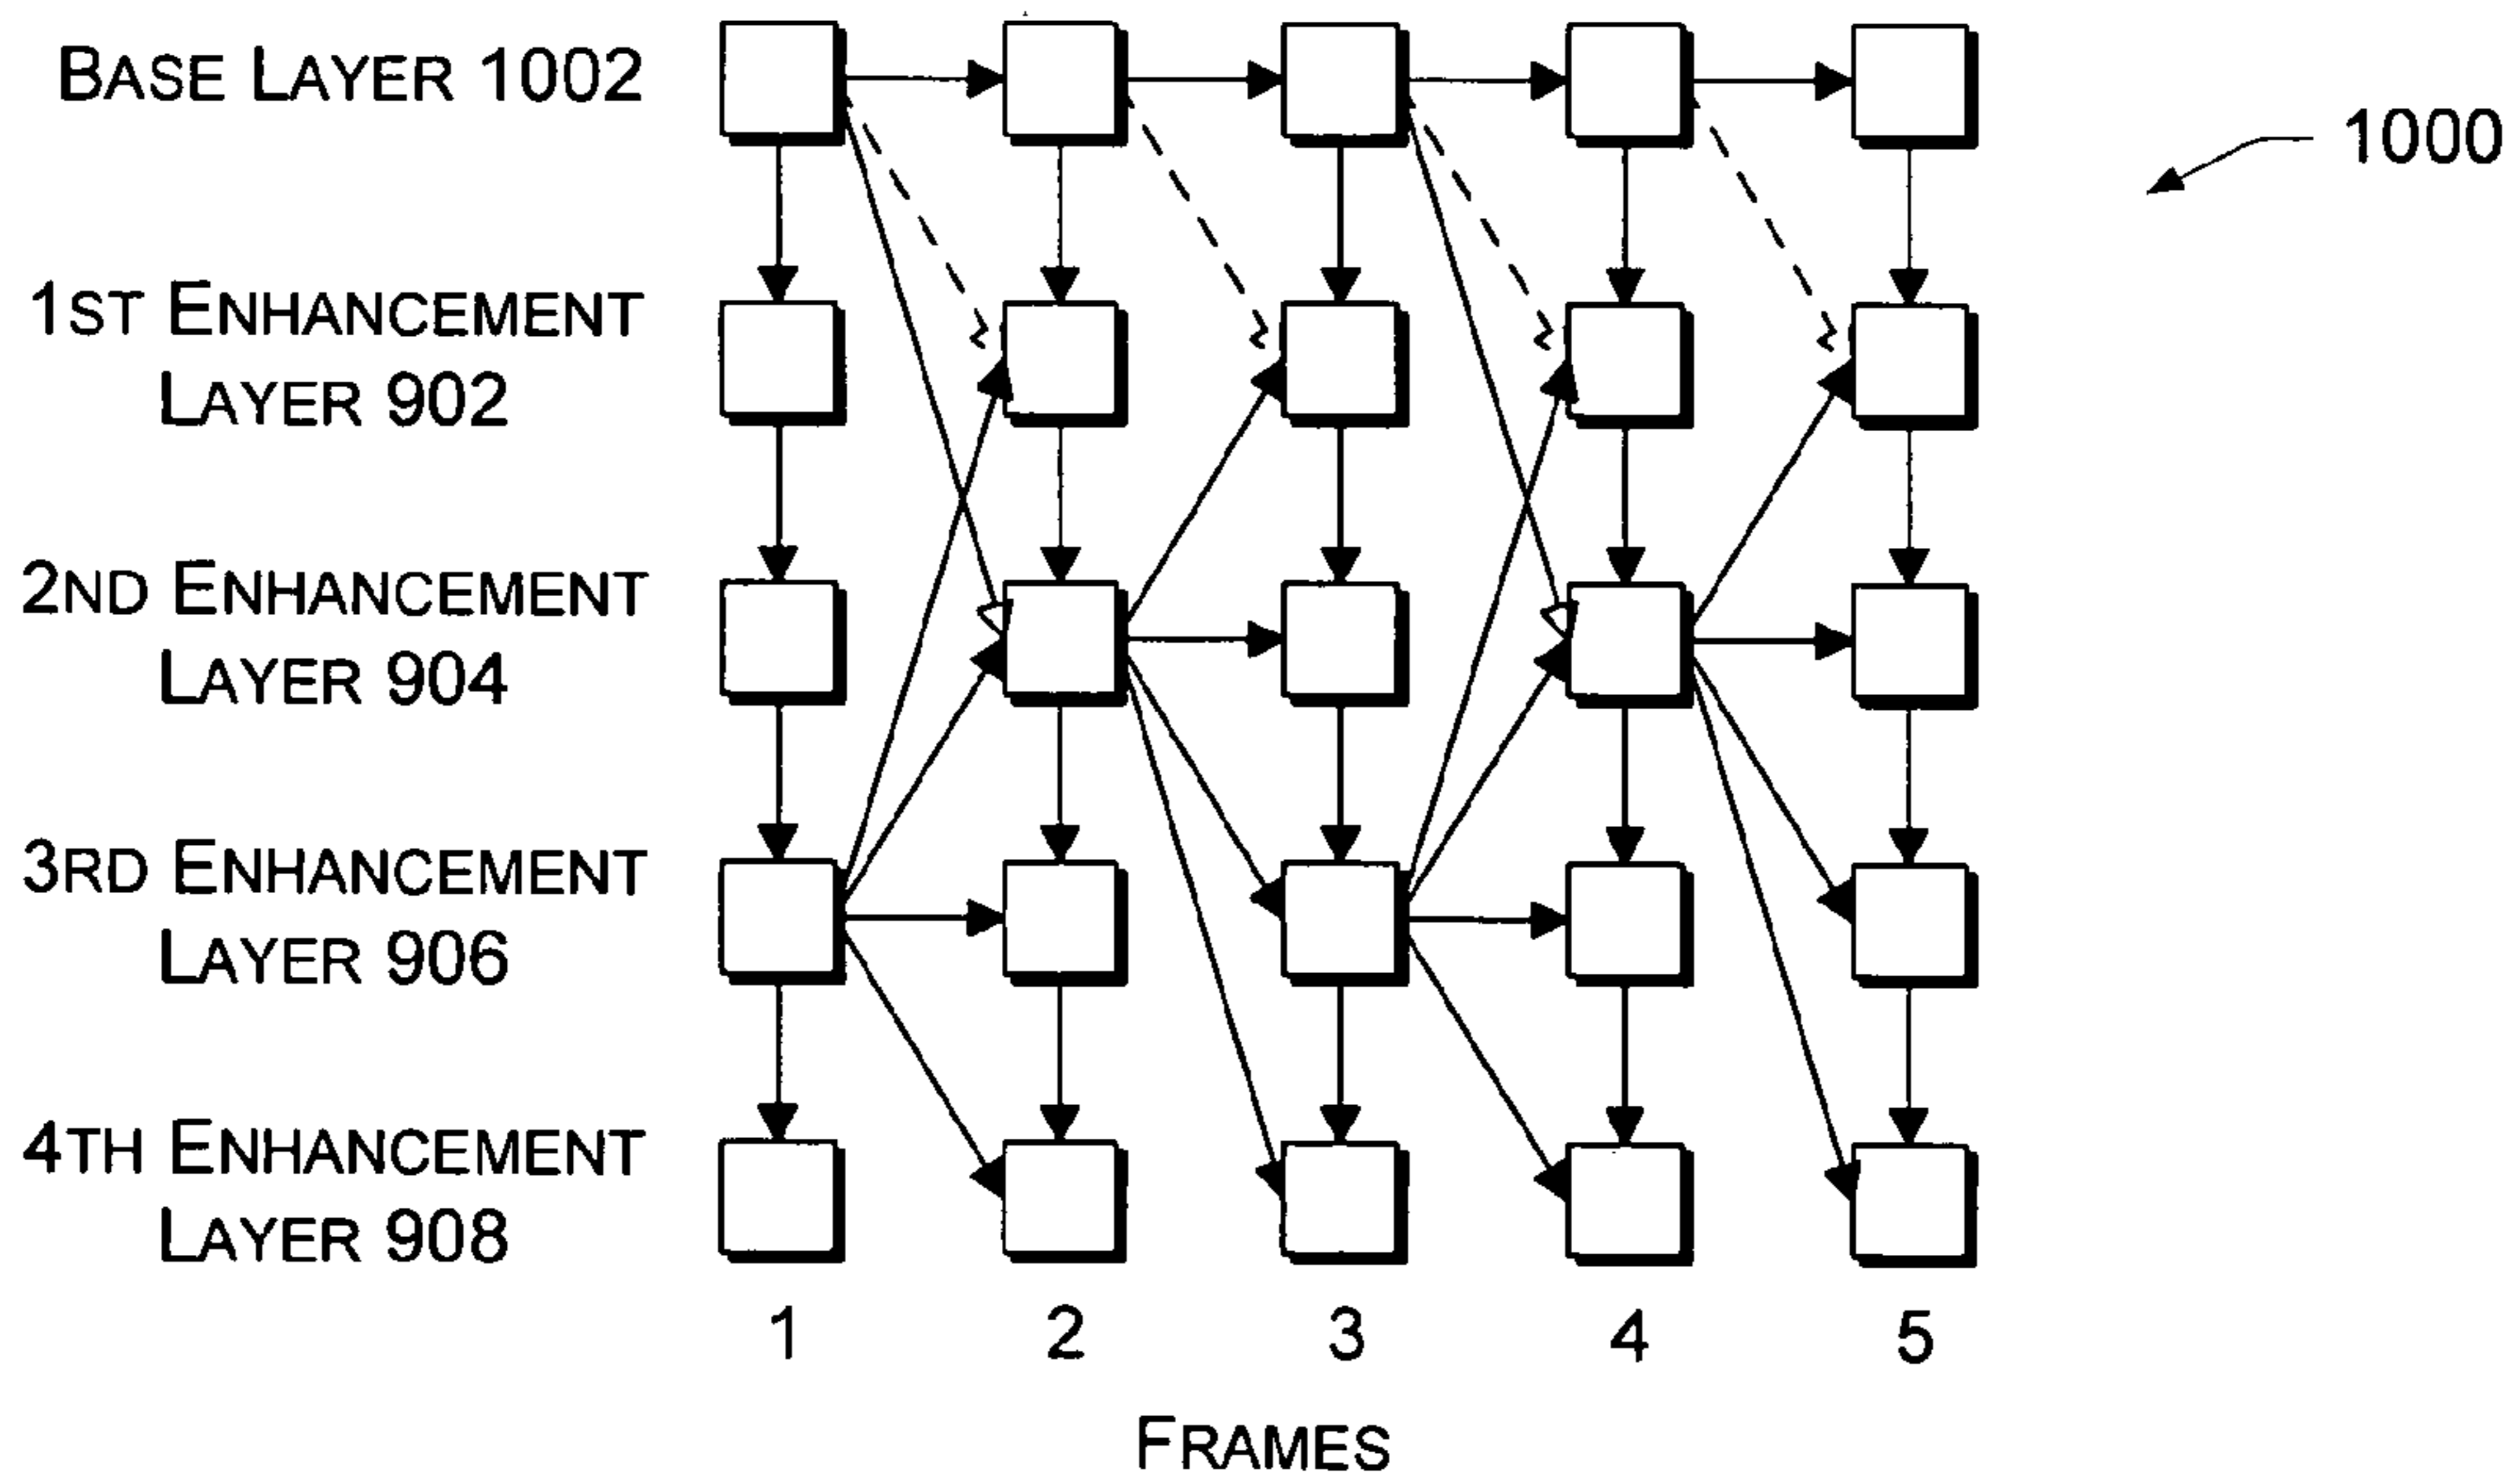 BASE LAYER 1002
1000
1ST ENHANCEMENT
LAYER 902
2ND ENHANCEMENT
LAYER 904
3RD ENHANCEMENT
LAYER 906
4TH ENHANCEMENT
LAYER 908
1 2 3 4 5
FRAMES